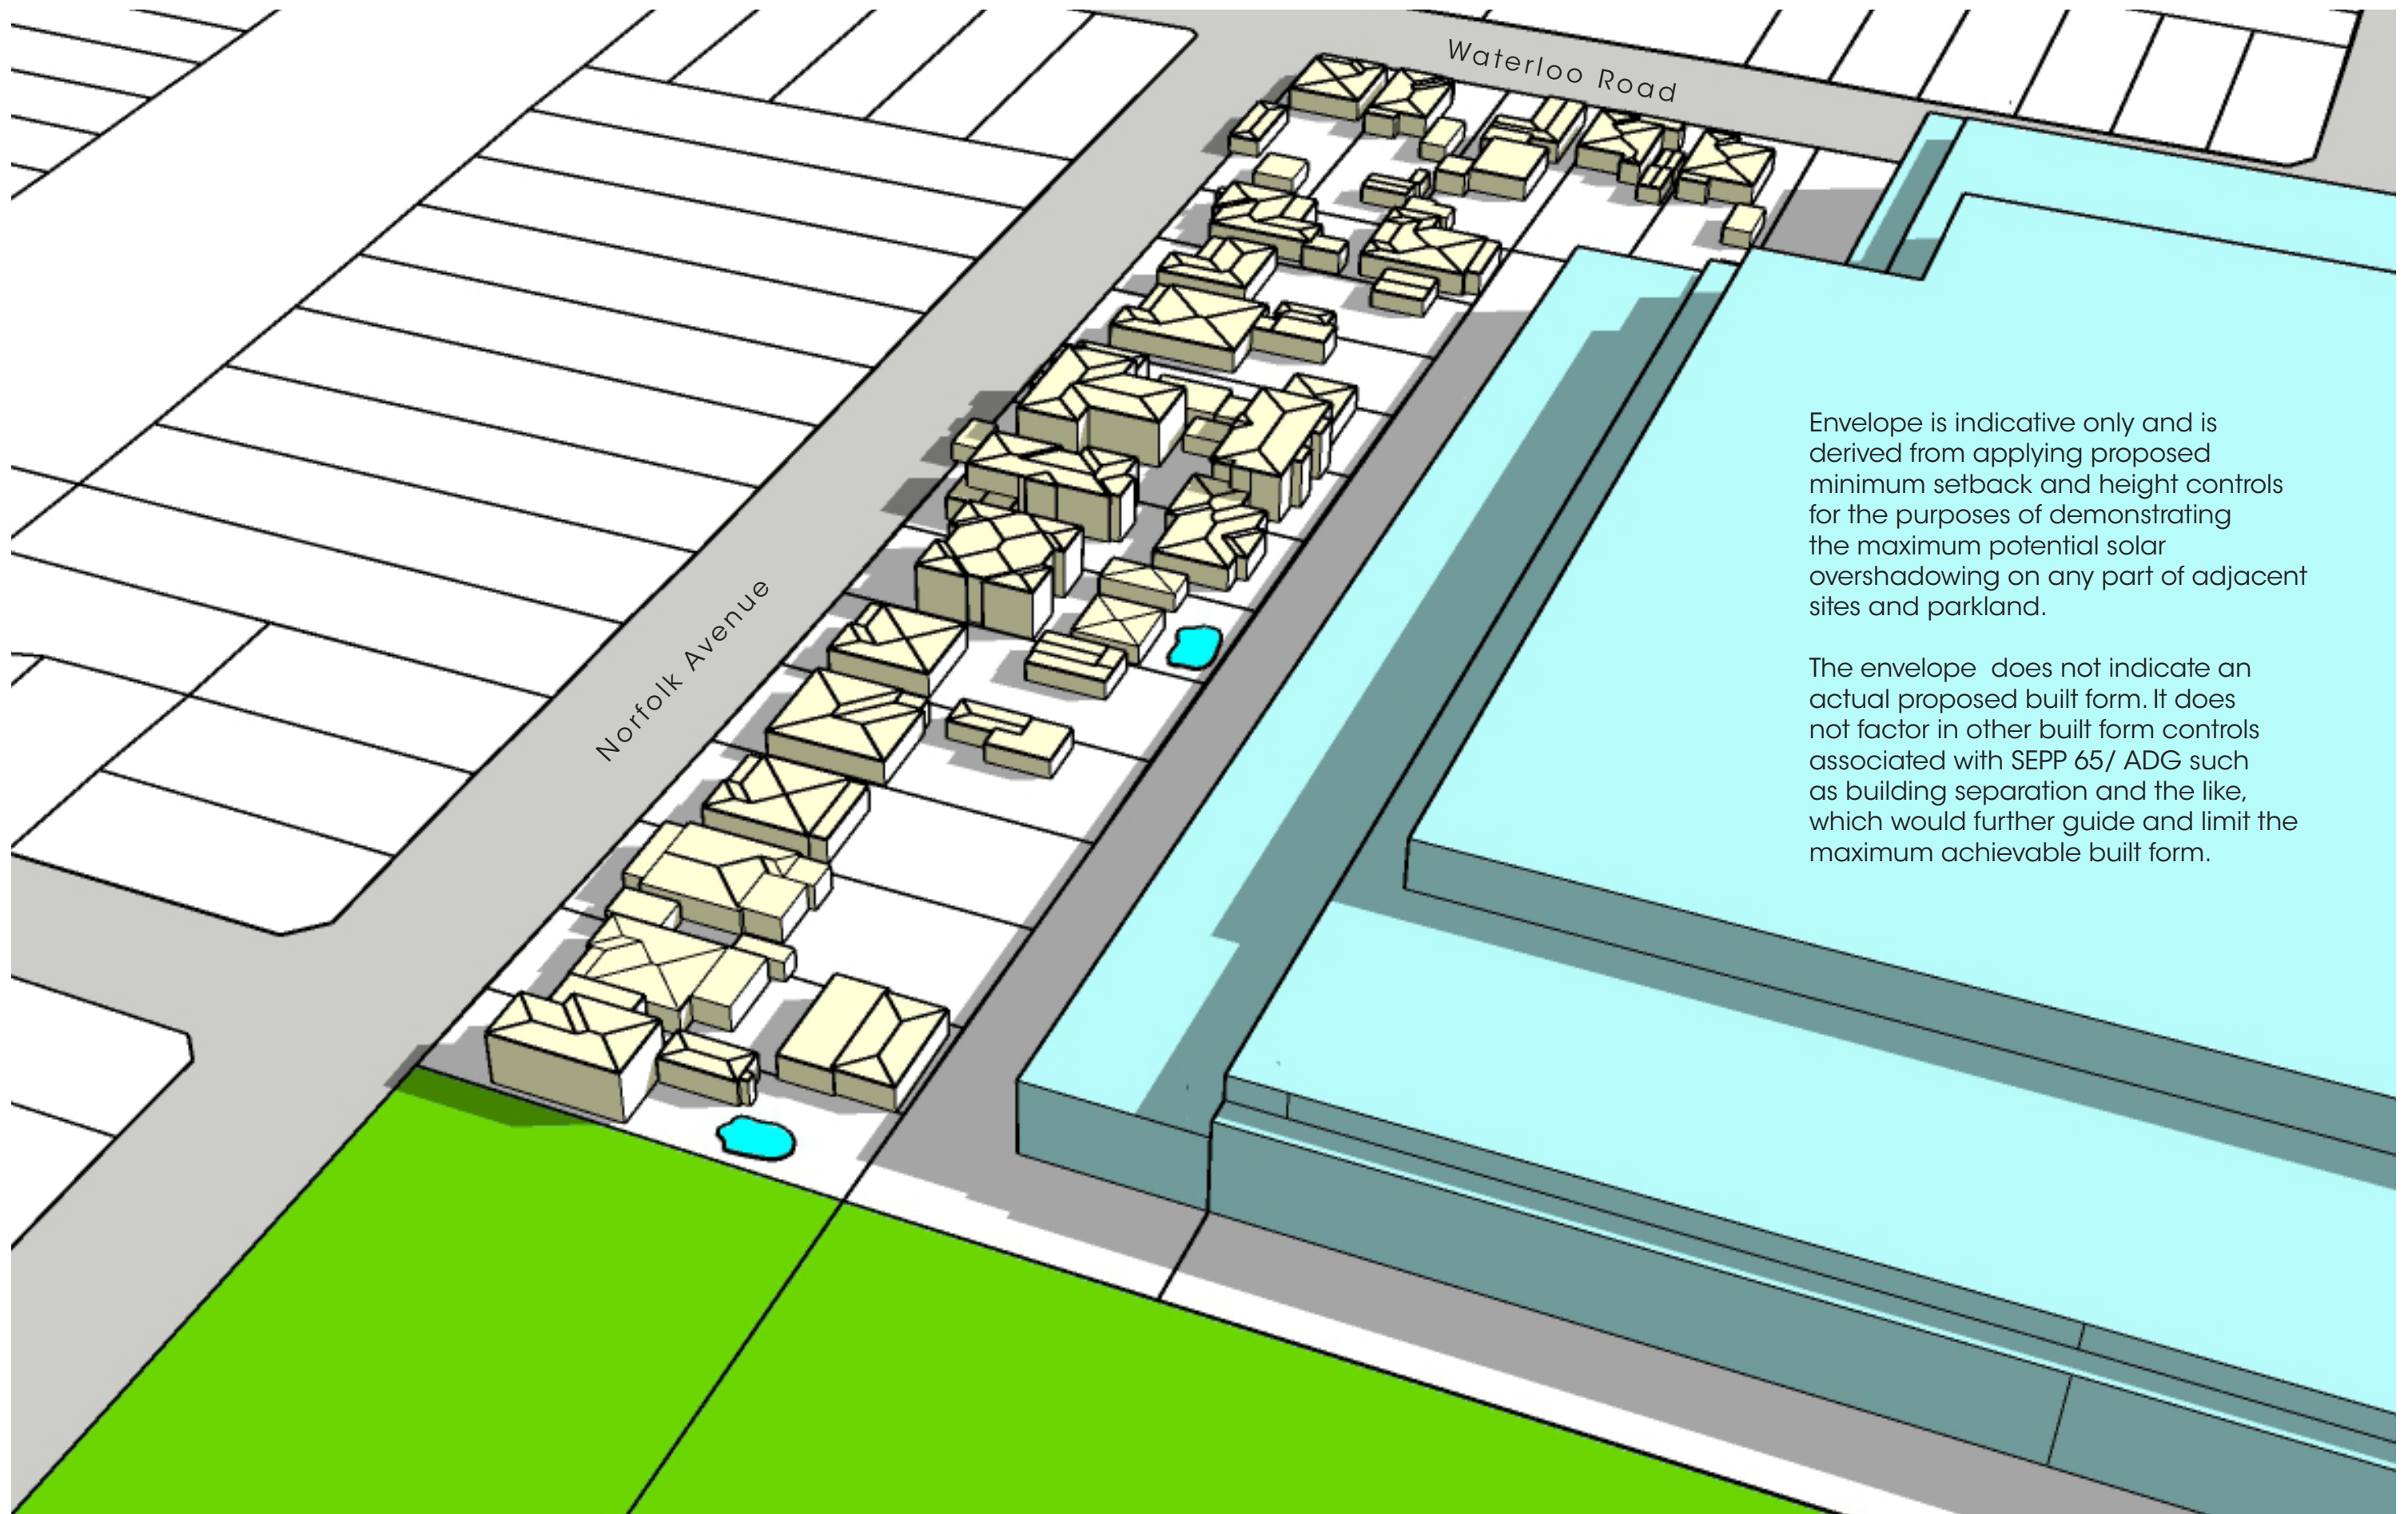 Waterloo Road
Envelope is indicative only and is
derived from applying proposed
minimum setback and height controls
for the purposes of demonstrating
the maximum potential solar
overshadowing on any part of adjacent
sites and parkland.
The envelope does not indicate an
actual proposed built form. It does
not factor in other built form controls
associated with SEPP 65/ ADG such
as building separation and the like,
which would further guide and limit the
maximum achievable built form.
Norfolk Avenue